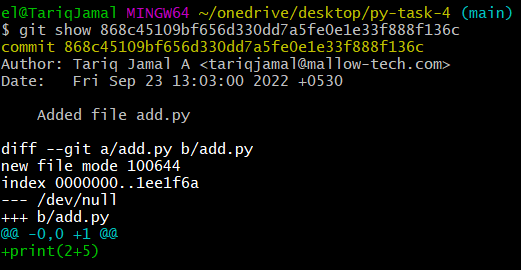 el@TariqJamal MINGW64 ~/onedrive/desktop/py-task-4 (main)
$ git show 868c45109bf656d330dd7a5fe0e1e33f888f136c
commit 868c45109bf656d330dd7a5fe0e1e33f888f136c
Author: Tariq Jamal A <tariqjamal@mallow-tech.com>
Date:   Fri Sep 23 13:03:00 2022 +0530
    Added file add.py
diff --git a/add.py b/add.py
new file mode 100644
index 0000000..1ee1f6a
--- /dev/null
+++ b/add.py
@@ -0,0 +1 @@
+print(2+5)